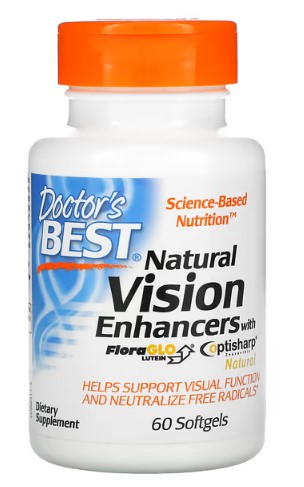 Science-Based
Nutrition™
Doctor's
BEST®
Natural
Vision
Enhancers with
FloraGLO
LUTEIN
Optisharp®
Natural
HELPS SUPPORT VISUAL FUNCTION
AND NEUTRALIZE FREE RADICALS
Dietary
Supplement
60 Softgels